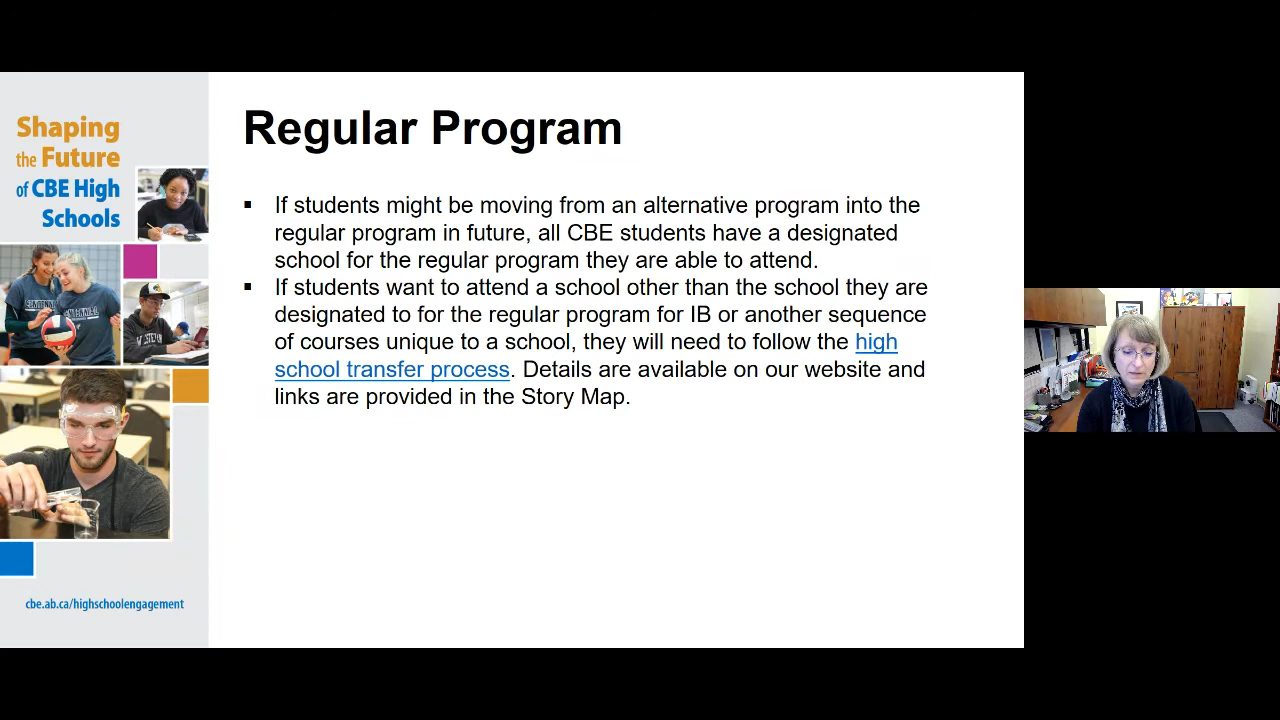 Shaping
the Future
of CBE High
Schools
Regular Program
▪ If students might be moving from an alternative program into the
regular program in future, all CBE students have a designated
school for the regular program they are able to attend.
▪ If students want to attend a school other than the school they are
designated to for the regular program for IB or another sequence
of courses unique to a school, they will need to follow the high
school transfer process. Details are available on our website and
links are provided in the Story Map.
cbe.ab.ca/highschoolengagement